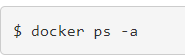 $ docker ps -a